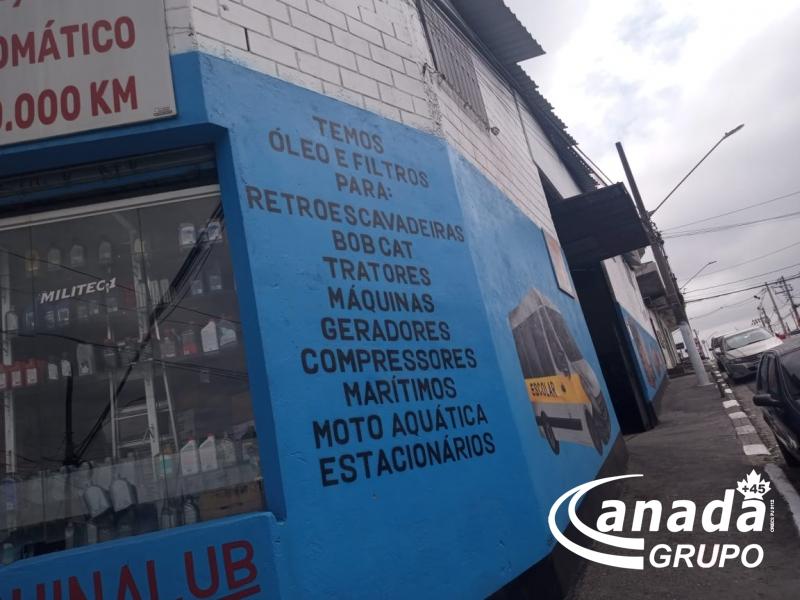 OMÁTICO
0.000 KM
TEMOS
ÓLEO E FILTROS
PARA:
RETROESCAVADEIRAS
BOB CAT
TRATORES
MÁQUINAS
GERADORES
COMPRESSORES
MARÍTIMOS
MOTO AQUÁTICA
ESTACIONÁRIOS
MILITEC-1
ESCOLAR
HINALUB
+45
Canada
GRUPO